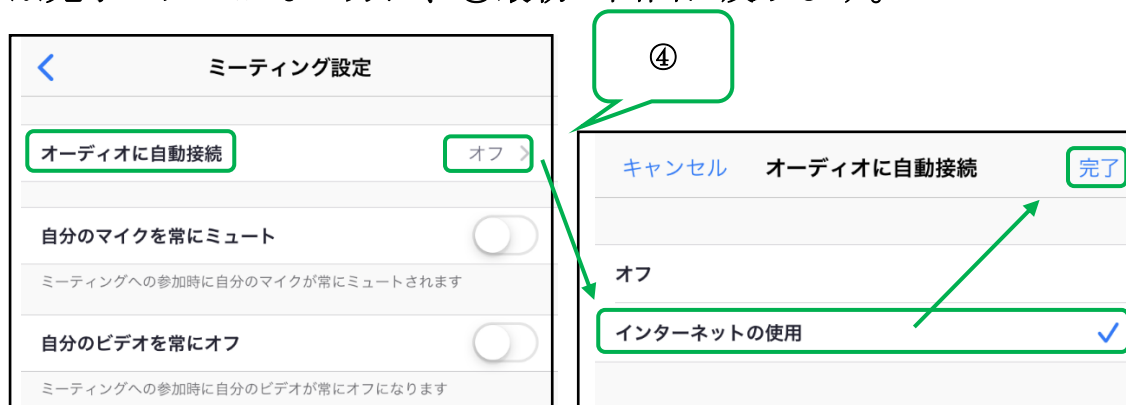 ④
ミーティング設定
オーディオに自動接続
オフ
自分のマイクを常にミュート
ミーティングへの参加時に自分のマイクが常にミュートされます
自分のビデオを常にオフ
ミーティングへの参加時に自分のビデオが常にオフになります
キャンセル オーディオに自動接続 完了
オフ
インターネットの使用